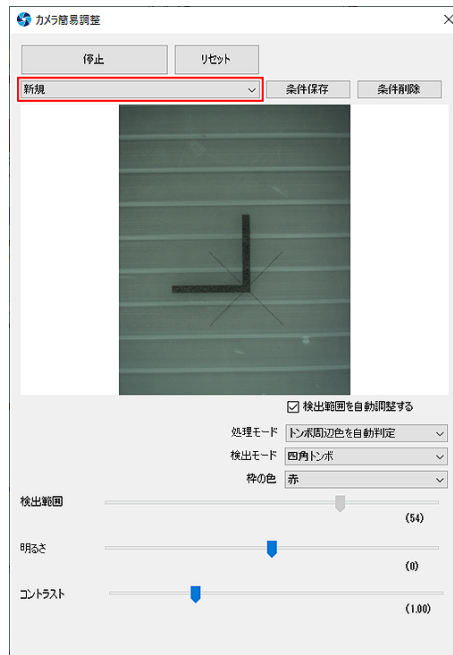 カメラ簡易調整
停止 リセット
新規 条件保存 条件削除
検出範囲を自動調整する
処理モード トンボ周辺色を自動判定
検出モード 四角トンボ
枠の色 赤
検出範囲
(54)
明るさ
(0)
コントラスト
(1.00)